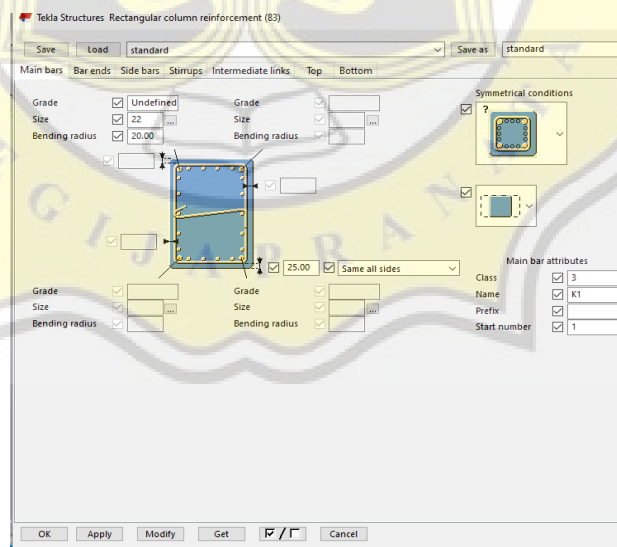 Tekla Structures Rectangular column reinforcement (83)
Save Load standard Save as standard
Main bars Bar ends Side bars Stirrups Intermediate links Top Bottom
Grade Undefined Grade
Size 22 ... Size ...
Bending radius 20.00 Bending radius
Symmetrical conditions
?
25.00 Same all sides
Grade Grade
Size ... Size ...
Bending radius Bending radius
Main bar attributes
Class 3
Name K1
Prefix
Start number 1
OK Apply Modify Get / Cancel
GIJAPRANA